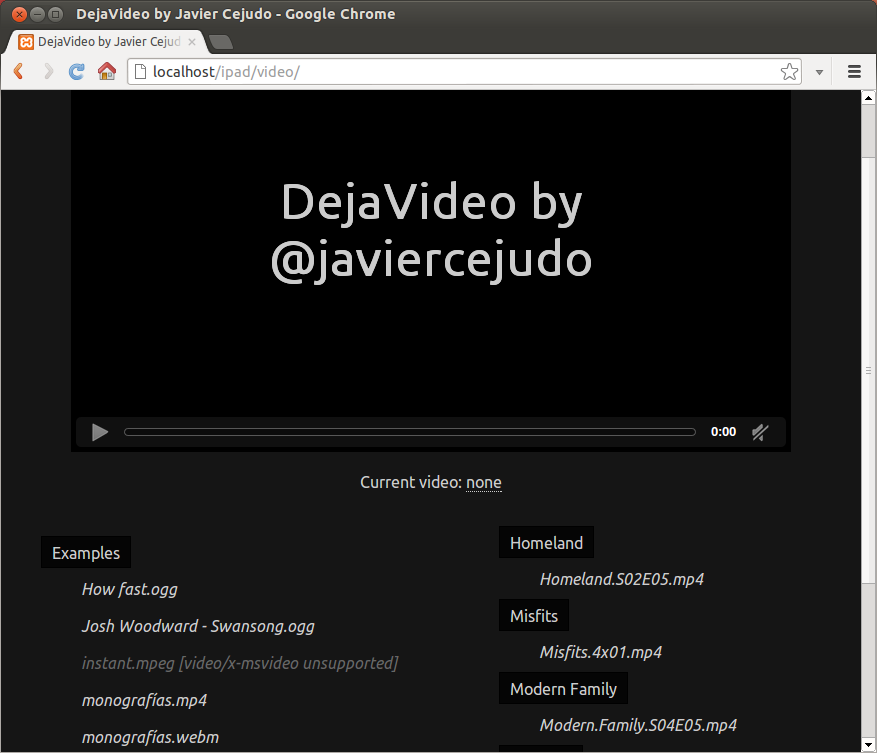 DejaVideo by Javier Cejudo - Google Chrome
DejaVideo by Javier Cejud
localhost/ipad/video/
DejaVideo by
@javiercejudo
0:00
Current video: none
Examples
How fast.ogg
Josh Woodward - Swansong.ogg
instant.mpeg [video/x-msvideo unsupported]
monografías.mp4
monografías.webm
Homeland
Homeland.S02E05.mp4
Misfits
Misfits.4x01.mp4
Modern Family
Modern.Family.S04E05.mp4